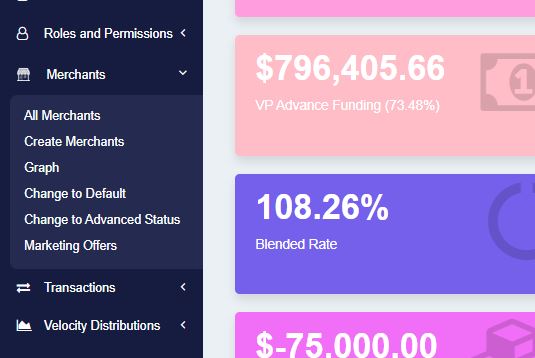 Roles and Permissions
Merchants
All Merchants
Create Merchants
Graph
Change to Default
Change to Advanced Status
Marketing Offers
Transactions
Velocity Distributions
$796,405.66
VP Advance Funding (73.48%)
1
108.26%
Blended Rate
$-75,000.00